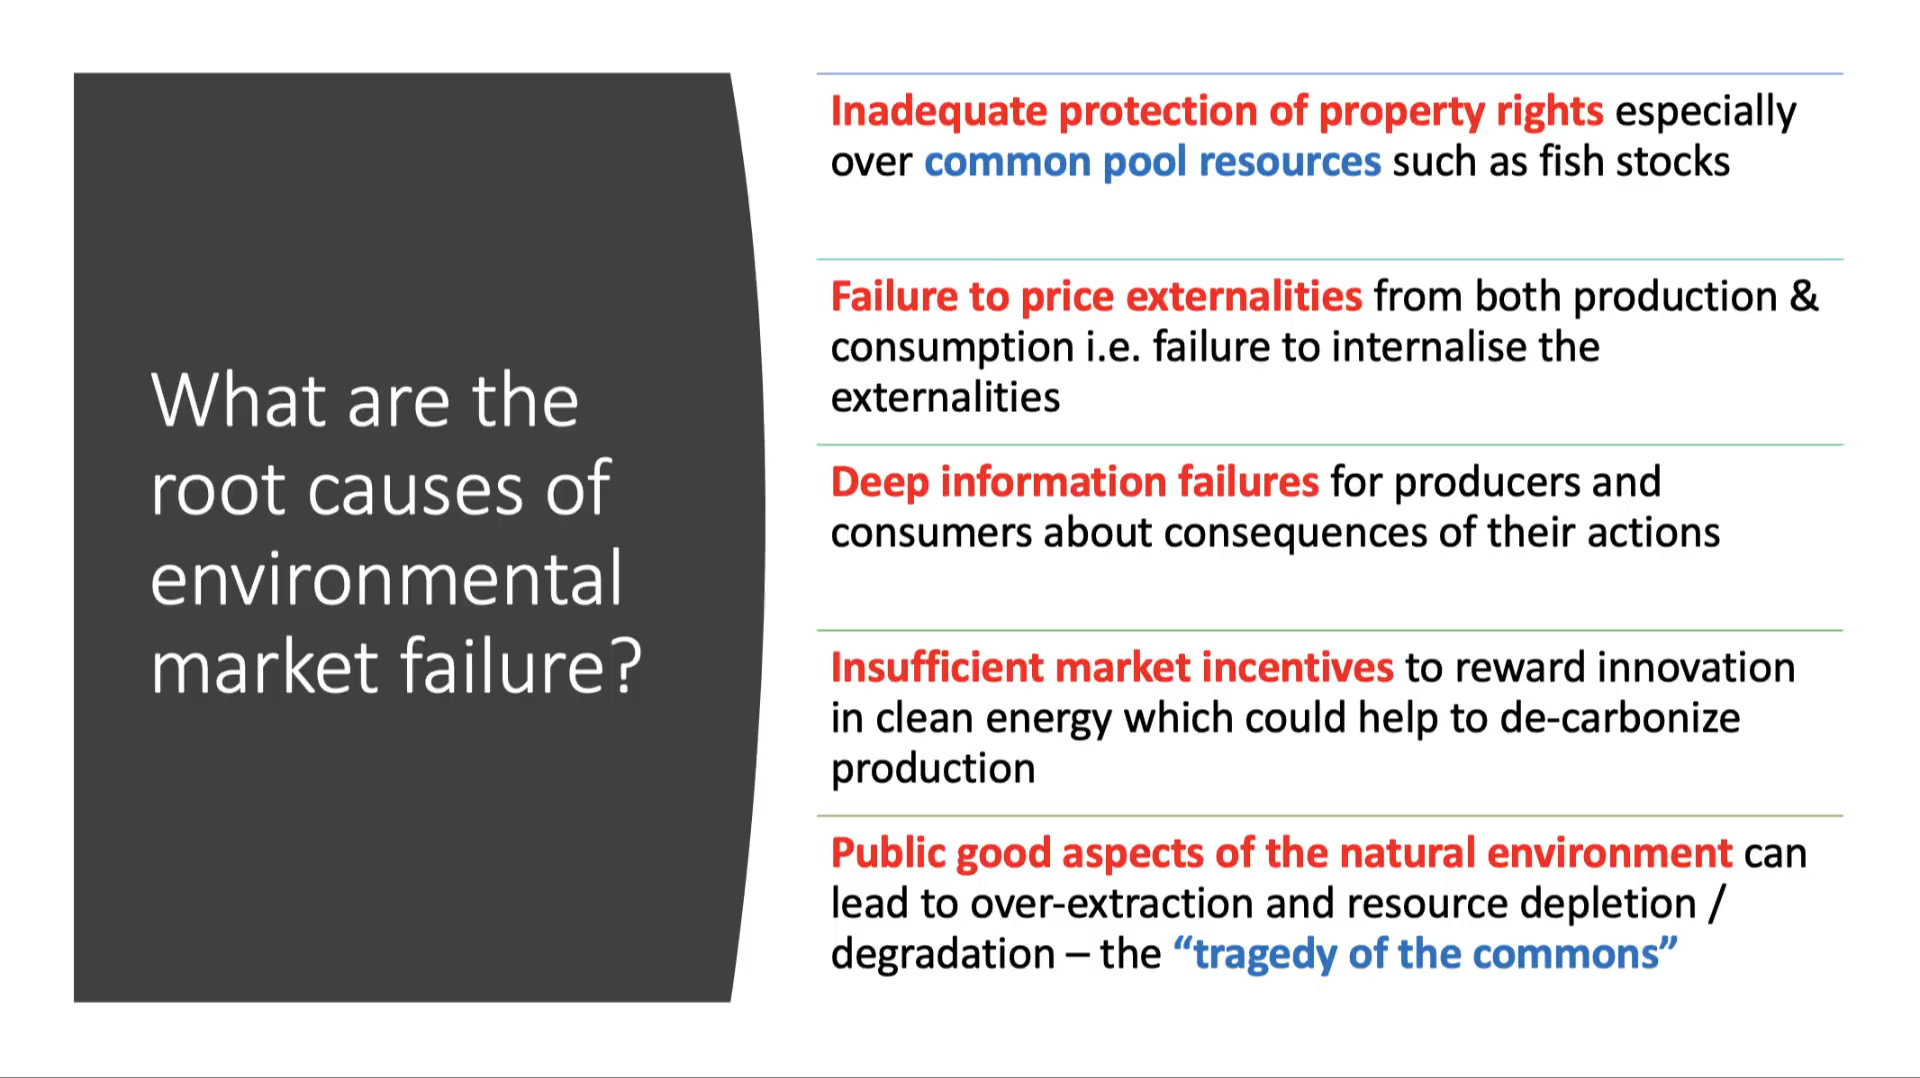 What are the
root causes of
environmental
market failure?
Inadequate protection of property rights especially
over common pool resources such as fish stocks
Failure to price externalities from both production &
consumption i.e. failure to internalise the
externalities
Deep information failures for producers and
consumers about consequences of their actions
Insufficient market incentives to reward innovation
in clean energy which could help to de-carbonize
production
Public good aspects of the natural environment can
lead to over-extraction and resource depletion /
degradation – the “tragedy of the commons”